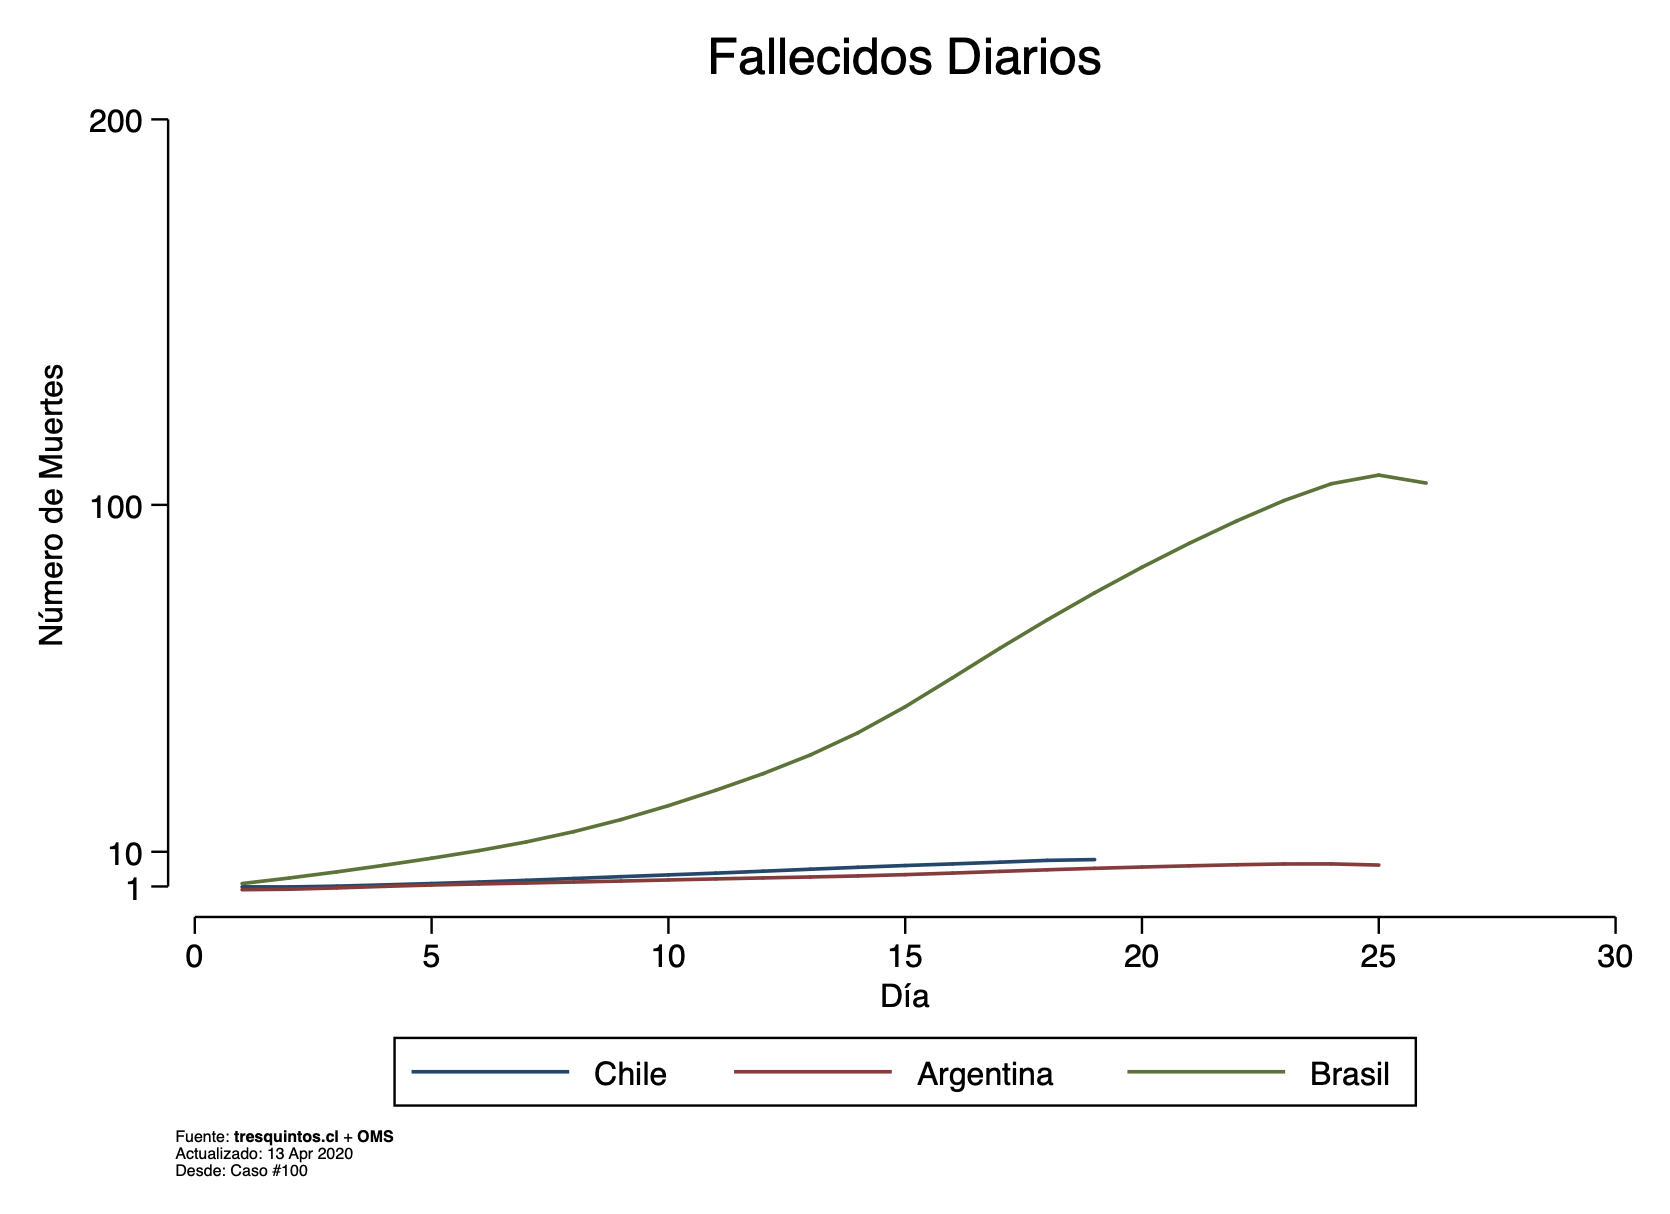 Fallecidos Diarios
200
100
10
1
Número de Muertes
0 5 10 15 20 25 30
Día
Chile Argentina Brasil
Fuente: tresquintos.cl + OMS
Actualizado: 13 Apr 2020
Desde: Caso #100